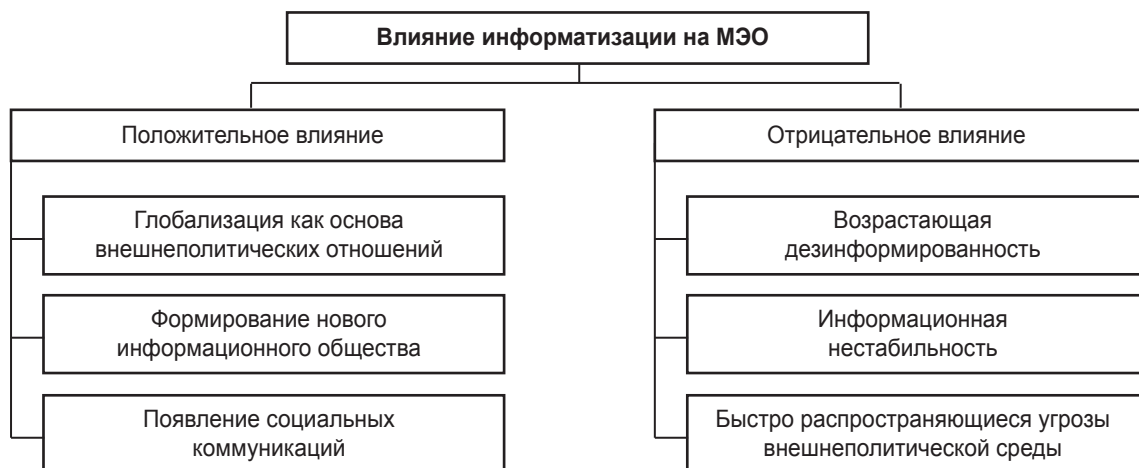 Влияние информатизации на МЭО
Положительное влияние
Глобализация как основа
внешнеполитических отношений
Формирование нового
информационного общества
Появление социальных
коммуникаций
Отрицательное влияние
Возрастающая
дезинформированность
Информационная
нестабильность
Быстро распространяющиеся угрозы
внешнеполитической среды